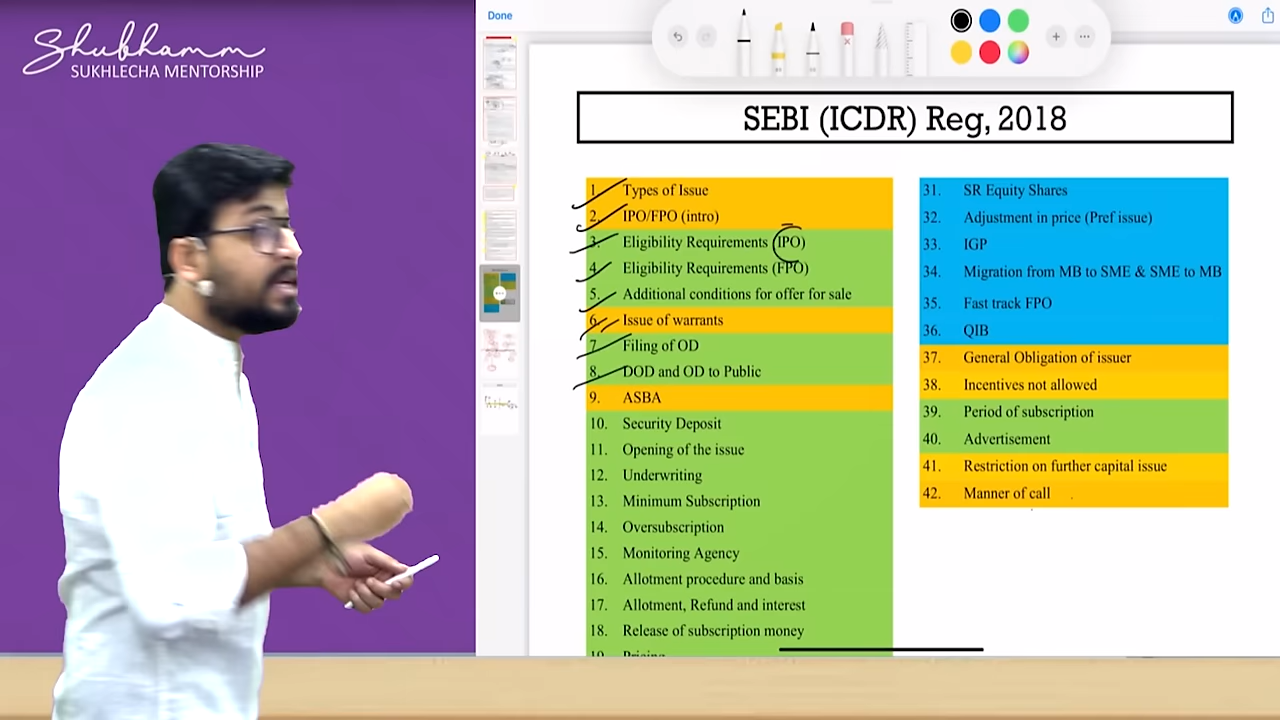 Shubhamm
SUKHLECHA MENTORSHIP
Done
SEBI (ICDR) Reg, 2018
1. Types of Issue
2. IPO/FPO (intro)
3. Eligibility Requirements (IPO)
4. Eligibility Requirements (FPO)
5. Additional conditions for offer for sale
6. Issue of warrants
7. Filing of OD
8. DOD and OD to Public
9. ASBA
10. Security Deposit
11. Opening of the issue
12. Underwriting
13. Minimum Subscription
14. Oversubscription
15. Monitoring Agency
16. Allotment procedure and basis
17. Allotment, Refund and interest
18. Release of subscription money
19. Pricing
31. SR Equity Shares
32. Adjustment in price (Pref issue)
33. IGP
34. Migration from MB to SME & SME to MB
35. Fast track FPO
36. QIB
37. General Obligation of issuer
38. Incentives not allowed
39. Period of subscription
40. Advertisement
41. Restriction on further capital issue
42. Manner of call